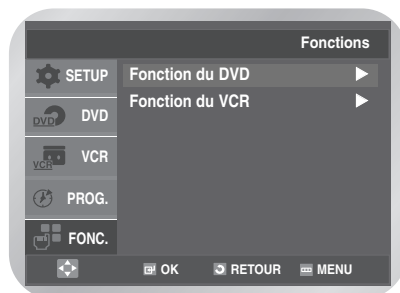 Fonctions
SETUP
Fonction du DVD
DVD DVD
Fonction du VCR
VCR VCR
PROG.
FONC.
OK RETOUR MENU